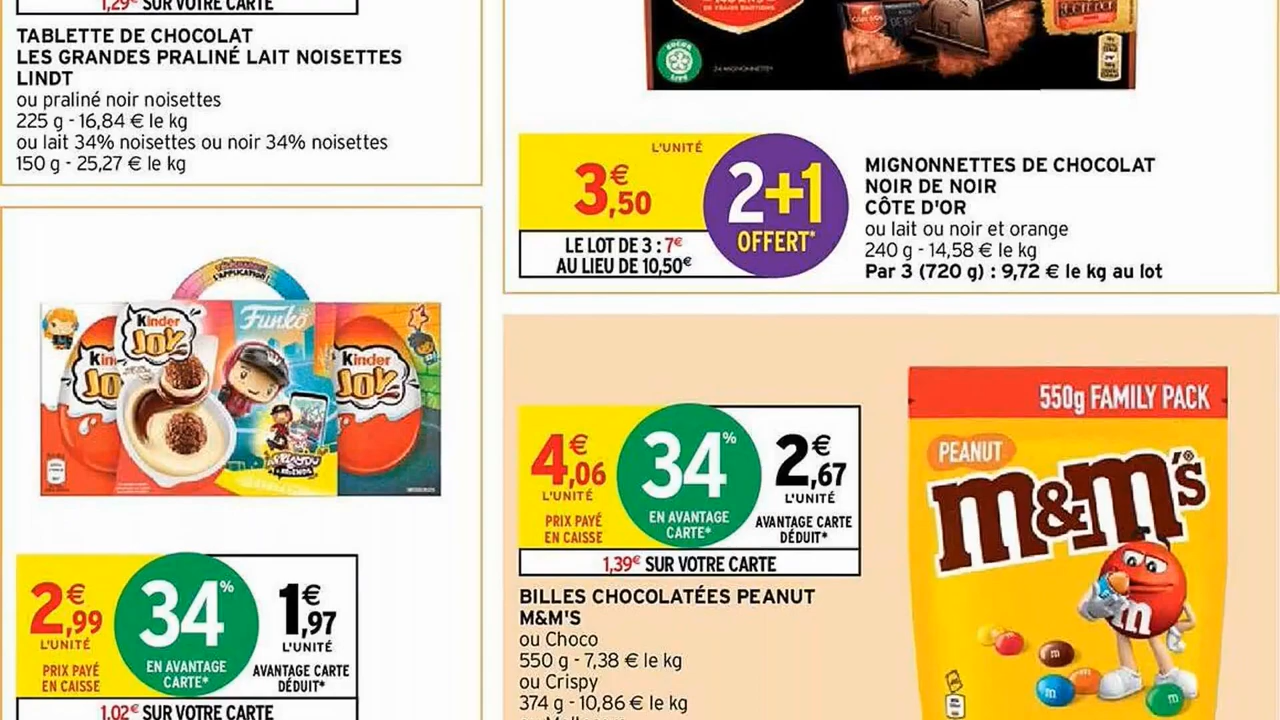 1,29€ SUR VOTRE CARTE
TABLETTE DE CHOCOLAT
LES GRANDES PRALINÉ LAIT NOISETTES
LINDT
ou praliné noir noisettes
225 g - 16,84 € le kg
ou lait 34% noisettes ou noir 34% noisettes
150 g - 25,27 € le kg
L'UNITÉ
3,50€
2+1
OFFERT*
LE LOT DE 3 : 7€
AU LIEU DE 10,50€
MIGNONNETTES DE CHOCOLAT
NOIR DE NOIR
CÔTE D'OR
ou lait ou noir et orange
240 g - 14,58 € le kg
Par 3 (720 g) : 9,72 € le kg au lot
L'APPLICATION
Kinder
JOY
Funko
Kinder
JOY
2,99€
L'UNITÉ
PRIX PAYÉ
EN CAISSE
34%
EN AVANTAGE
CARTE*
1,97€
L'UNITÉ
AVANTAGE CARTE
DÉDUIT*
1,02€ SUR VOTRE CARTE
4,06€
L'UNITÉ
PRIX PAYÉ
EN CAISSE
34%
EN AVANTAGE
CARTE*
2,67€
L'UNITÉ
AVANTAGE CARTE
DÉDUIT*
1,39€ SUR VOTRE CARTE
BILLES CHOCOLATÉES PEANUT
M&M'S
ou Choco
550 g - 7,38 € le kg
ou Crispy
374 g - 10,86 € le kg
550g FAMILY PACK
PEANUT
m&m's